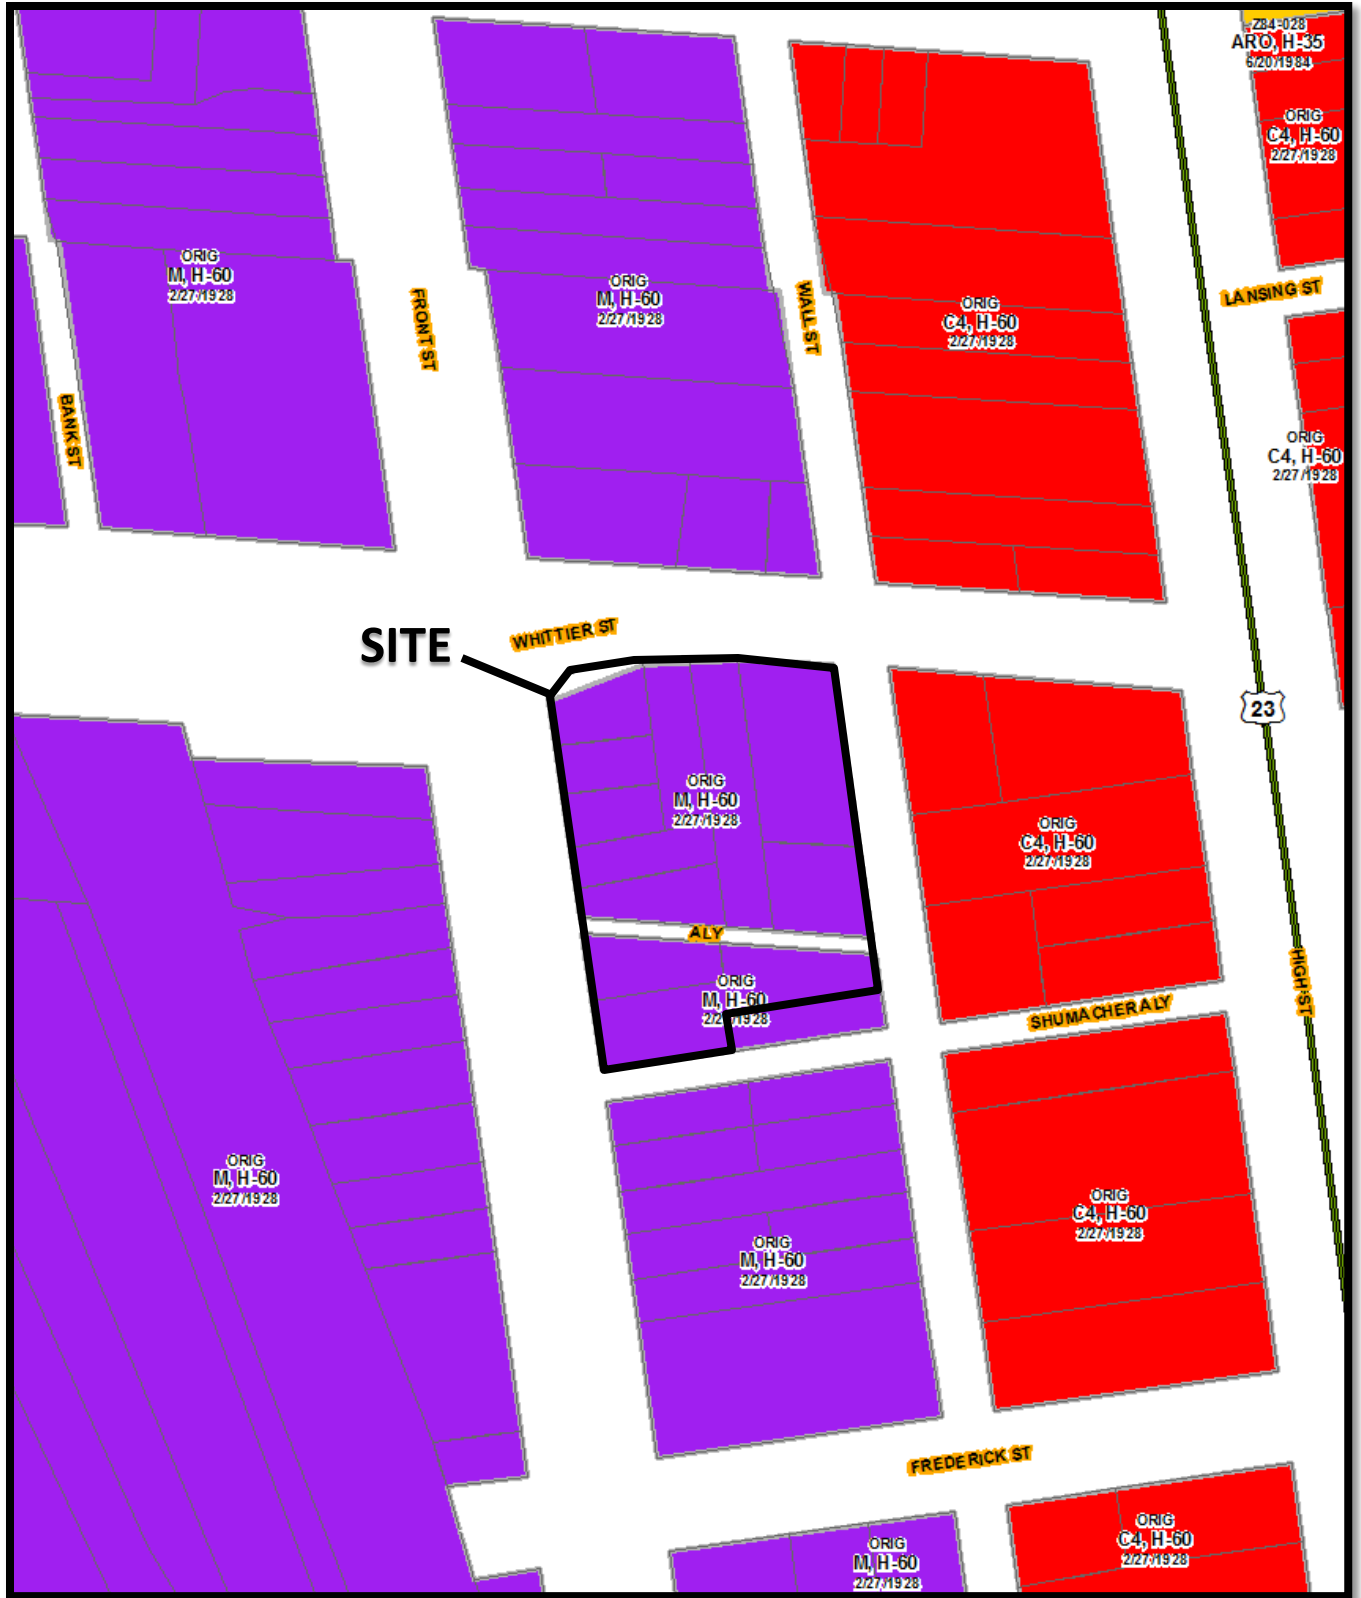 Z84-028
ARO, H-35
6/20/1984
ORIG
C4, H-60
2/27/1928
ORIG
M, H-60
2/27/1928
ORIG
M, H-60
2/27/1928
FRONT ST
WALL ST
LANSING ST
ORIG
C4, H-60
2/27/1928
BANK ST
ORIG
C4, H-60
2/27/1928
WHITTIER ST
SITE
23
ORIG
M, H-60
2/27/1928
ORIG
C4, H-60
2/27/1928
ALY
ORIG
M, H-60
2/27/1928
HIGH ST
SHUMACHER ALY
ORIG
M, H-60
2/27/1928
ORIG
C4, H-60
2/27/1928
ORIG
M, H-60
2/27/1928
FREDERICK ST
ORIG
C4, H-60
2/27/1928
ORIG
M, H-60
2/27/1928